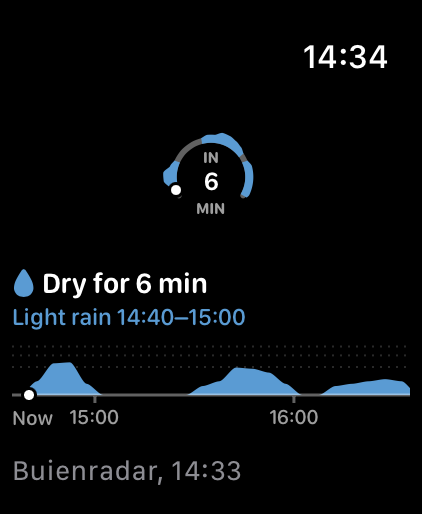 14:34
IN
6
MIN
Dry for 6 min
Light rain 14:40–15:00
Now 15:00 16:00
Buienradar, 14:33